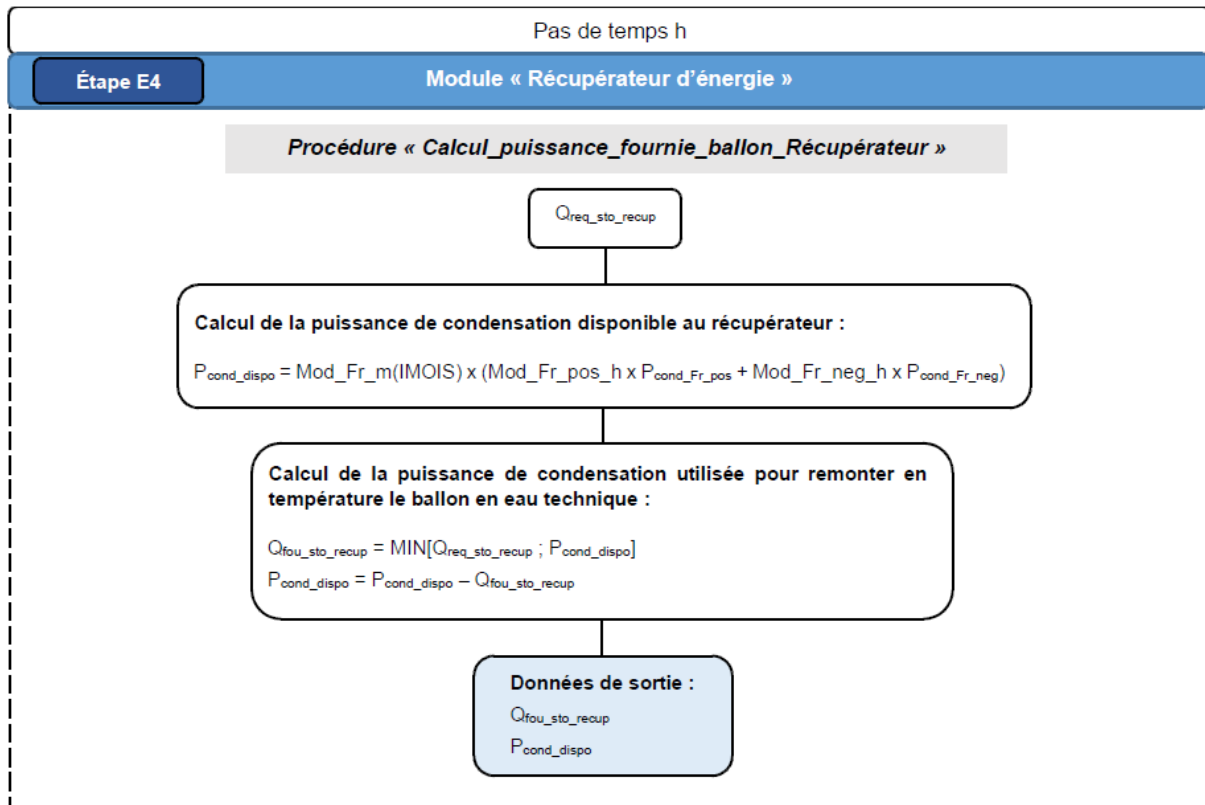 Pas de temps h
Étape E4
Module « Récupérateur d'énergie »
Procédure « Calcul_puissance_fournie_ballon_Récupérateur »
Qreq_sto_recup
Calcul de la puissance de condensation disponible au récupérateur :
Pcond_dispo = Mod_Fr_m(IMOIS) x (Mod_Fr_pos_h x Pcond_Fr_pos + Mod_Fr_neg_h x Pcond_Fr_neg)
Calcul de la puissance de condensation utilisée pour remonter en
température le ballon en eau technique :
Qfou_sto_recup = MIN[Qreq_sto_recup ; Pcond_dispo]
Pcond_dispo = Pcond_dispo – Qfou_sto_recup
Données de sortie :
Qfou_sto_recup
Pcond_dispo